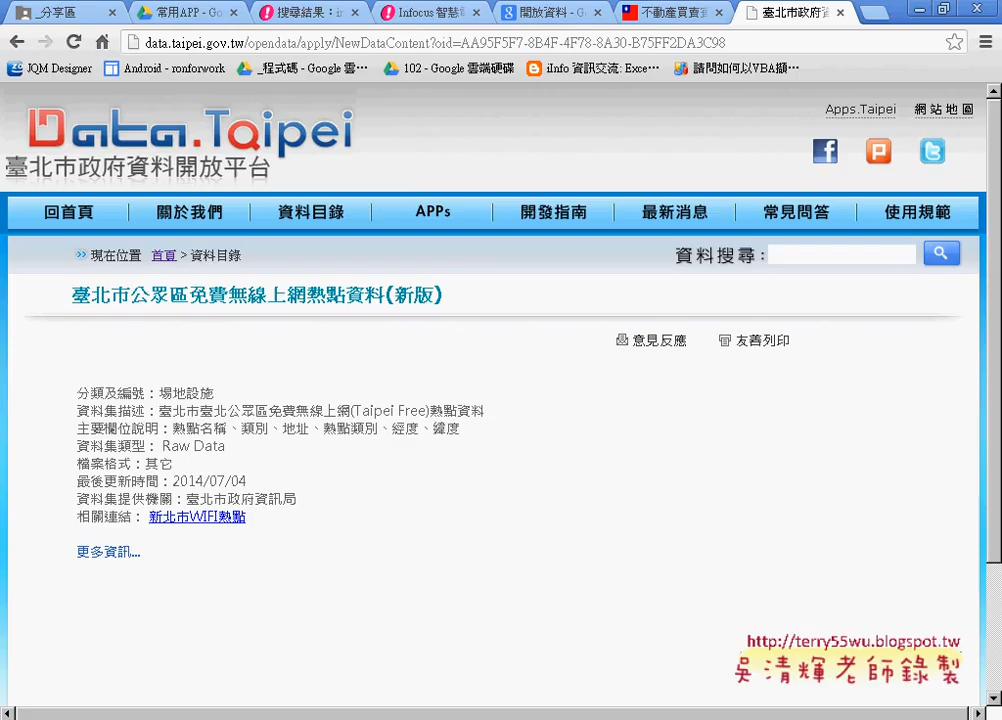 _分享區
常用APP - Go
搜尋結果：in
Infocus 智慧
開放資料 - G
不動產買賣
臺北市政府資
data.taipei.gov.tw/opendata/apply/NewDataContent?oid=AA95F5F7-8B4F-4F78-8A30-B75FF2DA3C98
JQM Designer
Android - ronforwork
_程式碼 - Google 雲…
102 - Google 雲端硬碟
iInfo 資訊交流: Exce…
請問如何以VBA擷…
Data.Taipei
臺北市政府資料開放平台
Apps.Taipei
網站地圖
回首頁
關於我們
資料目錄
APPs
開發指南
最新消息
常見問答
使用規範
現在位置 首頁 > 資料目錄
資料搜尋：
臺北市公眾區免費無線上網熱點資料(新版)
意見反應
友善列印
分類及編號：場地設施
資料集描述：臺北市臺北公眾區免費無線上網(Taipei Free)熱點資料
主要欄位說明：熱點名稱、類別、地址、熱點類別、經度、緯度
資料集類型： Raw Data
檔案格式：其它
最後更新時間：2014/07/04
資料集提供機關：臺北市政府資訊局
相關連結： 新北市WIFI熱點
更多資訊...
http://terry55wu.blogspot.tw
吳清輝老師錄製